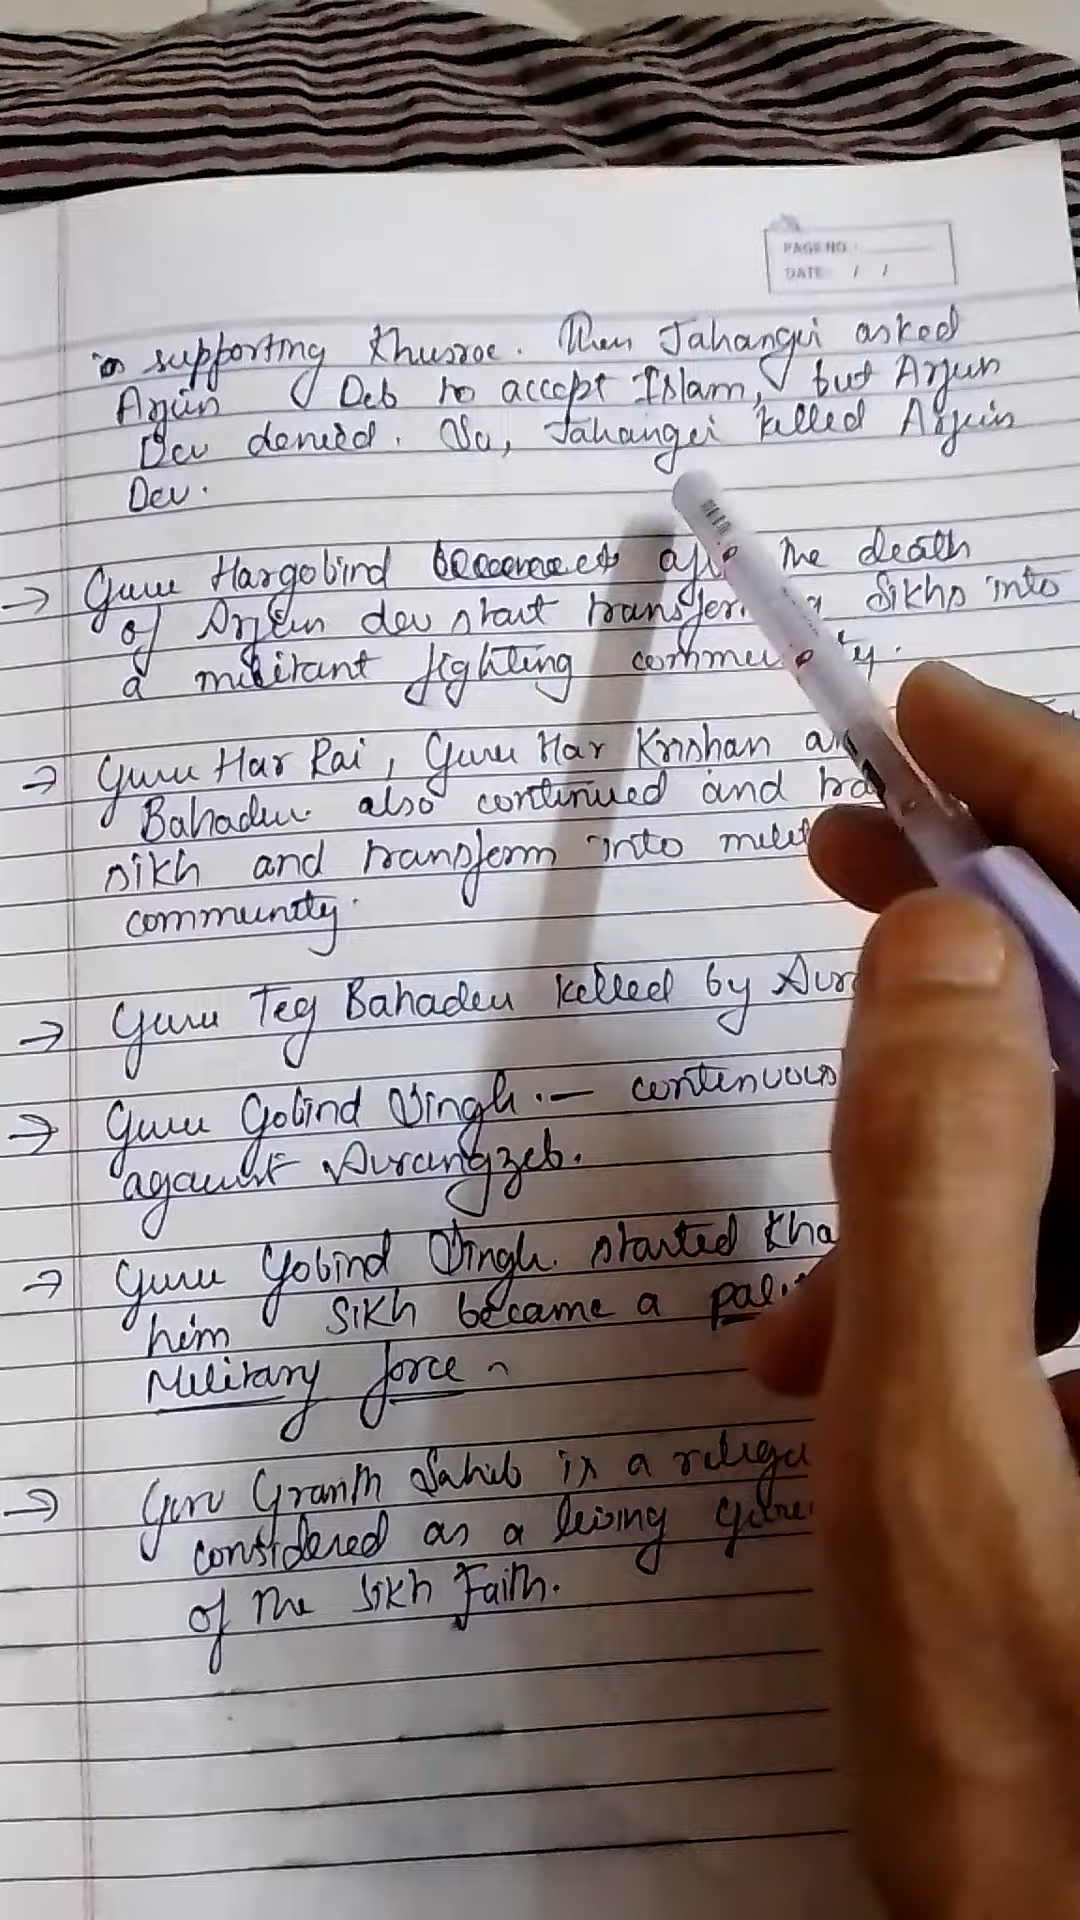 PAGE NO.
DATE / /
supporting Khusroe. Then Jahangir asked
Arjun Deb to accept Islam, but Arjun
Dev denied. So, Jahangir killed Arjun
Dev.
→ Guru Hargobind the death
of Arjun dev start Sikhs into
a militant fighting
→ Guru Har Rai, Guru Har Krishan
Bahadur also continued and
sikh and transform into
community.
→ Guru Teg Bahadur killed by
→ Guru Gobind Singh :- continuous
against Aurangzeb.
→ Guru Gobind Singh. started
him Sikh became a
Military force
→ Guru Granth Sahib is a
considered as a living
of the Sikh Faith.